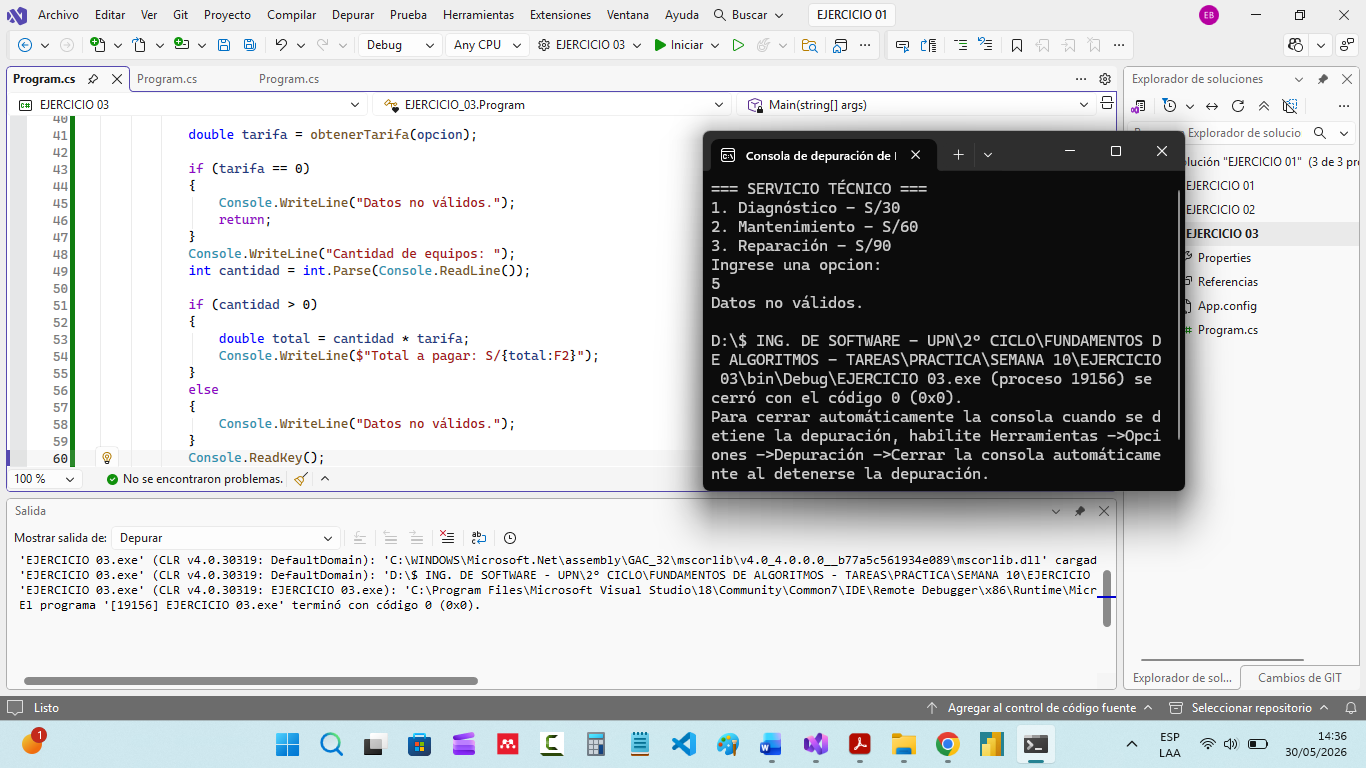 Archivo Editar Ver Git Proyecto Compilar Depurar Prueba Herramientas Extensiones Ventana Ayuda Buscar EJERCICIO 01 EB
Debug Any CPU EJERCICIO 03 Iniciar
Program.cs Program.cs Program.cs
EJERCICIO 03 EJERCICIO_03.Program Main(string[] args)
40
41 double tarifa = obtenerTarifa(opcion);
42
43 if (tarifa == 0)
44 {
45 Console.WriteLine("Datos no válidos.");
46 return;
47 }
48 Console.WriteLine("Cantidad de equipos: ");
49 int cantidad = int.Parse(Console.ReadLine());
50
51 if (cantidad > 0)
52 {
53 double total = cantidad * tarifa;
54 Console.WriteLine($"Total a pagar: S/{total:F2}");
55 }
56 else
57 {
58 Console.WriteLine("Datos no válidos.");
59 }
60 Console.ReadKey();
100 % No se encontraron problemas.
Consola de depuración de
=== SERVICIO TÉCNICO ===
1. Diagnóstico - S/30
2. Mantenimiento - S/60
3. Reparación - S/90
Ingrese una opcion:
5
Datos no válidos.
D:\$ ING. DE SOFTWARE - UPN\2° CICLO\FUNDAMENTOS D
E ALGORITMOS - TAREAS\PRACTICA\SEMANA 10\EJERCICIO
03\bin\Debug\EJERCICIO 03.exe (proceso 19156) se
cerró con el código 0 (0x0).
Para cerrar automáticamente la consola cuando se d
etiene la depuración, habilite Herramientas ->Opci
ones ->Depuración ->Cerrar la consola automáticame
nte al detenerse la depuración.
Explorador de soluciones
Explorador de solucio
olución "EJERCICIO 01" (3 de 3 pr
EJERCICIO 01
EJERCICIO 02
EJERCICIO 03
Properties
Referencias
App.config
Program.cs
Explorador de sol... Cambios de GIT
Salida
Mostrar salida de: Depurar
'EJERCICIO 03.exe' (CLR v4.0.30319: DefaultDomain): 'C:\WINDOWS\Microsoft.Net\assembly\GAC_32\mscorlib\v4.0_4.0.0.0__b77a5c561934e089\mscorlib.dll' cargad
'EJERCICIO 03.exe' (CLR v4.0.30319: DefaultDomain): 'D:\$ ING. DE SOFTWARE - UPN\2° CICLO\FUNDAMENTOS DE ALGORITMOS - TAREAS\PRACTICA\SEMANA 10\EJERCICIO
'EJERCICIO 03.exe' (CLR v4.0.30319: EJERCICIO 03.exe): 'C:\Program Files\Microsoft Visual Studio\18\Community\Common7\IDE\Remote Debugger\x86\Runtime\Micr
El programa '[19156] EJERCICIO 03.exe' terminó con código 0 (0x0).
Listo Agregar al control de código fuente Seleccionar repositorio
1
ESP
LAA
14:36
30/05/2026